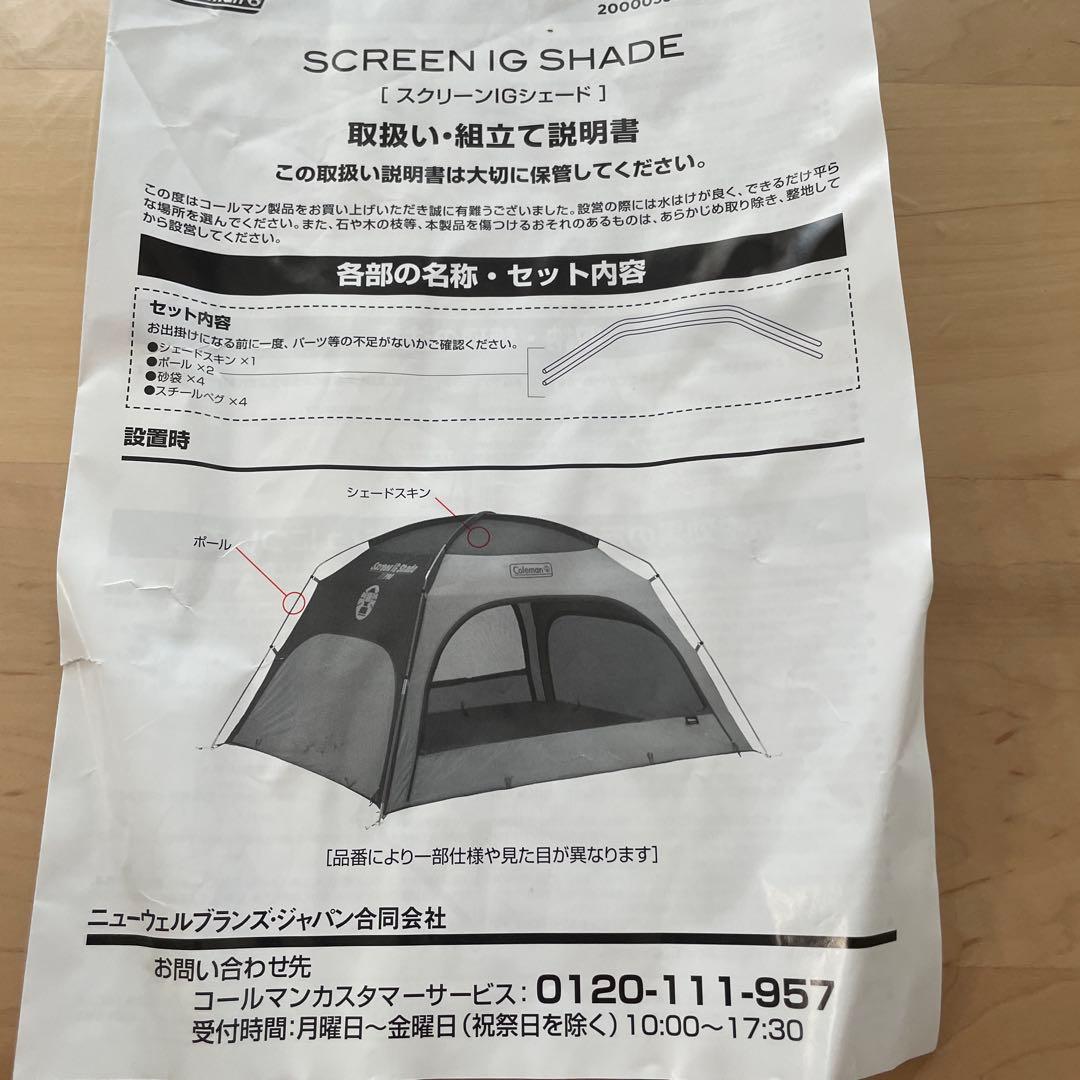 SCREEN IG SHADE
[ スクリーンIGシェード ]
取扱い・組立て説明書
この取扱い説明書は大切に保管してください。
この度はコールマン製品をお買い上げいただき誠に有難うございました。設営の際には水はけが良く、できるだけ平ら
な場所を選んでください。また、石や木の枝等、本製品を傷つけるおそれのあるものは、あらかじめ取り除き、整地して
から設営してください。
各部の名称・セット内容
セット内容
お出掛けになる前に一度、パーツ等の不足がないかご確認ください。
●シェードスキン ×1
●ポール ×2
●砂袋 ×4
●スチールペグ ×4
設置時
シェードスキン
ポール
Screen IG Shade
Coleman
[品番により一部仕様や見た目が異なります]
ニューウェルブランズ・ジャパン合同会社
お問い合わせ先
コールマンカスタマーサービス：0120-111-957
受付時間：月曜日〜金曜日（祝祭日を除く）10:00〜17:30